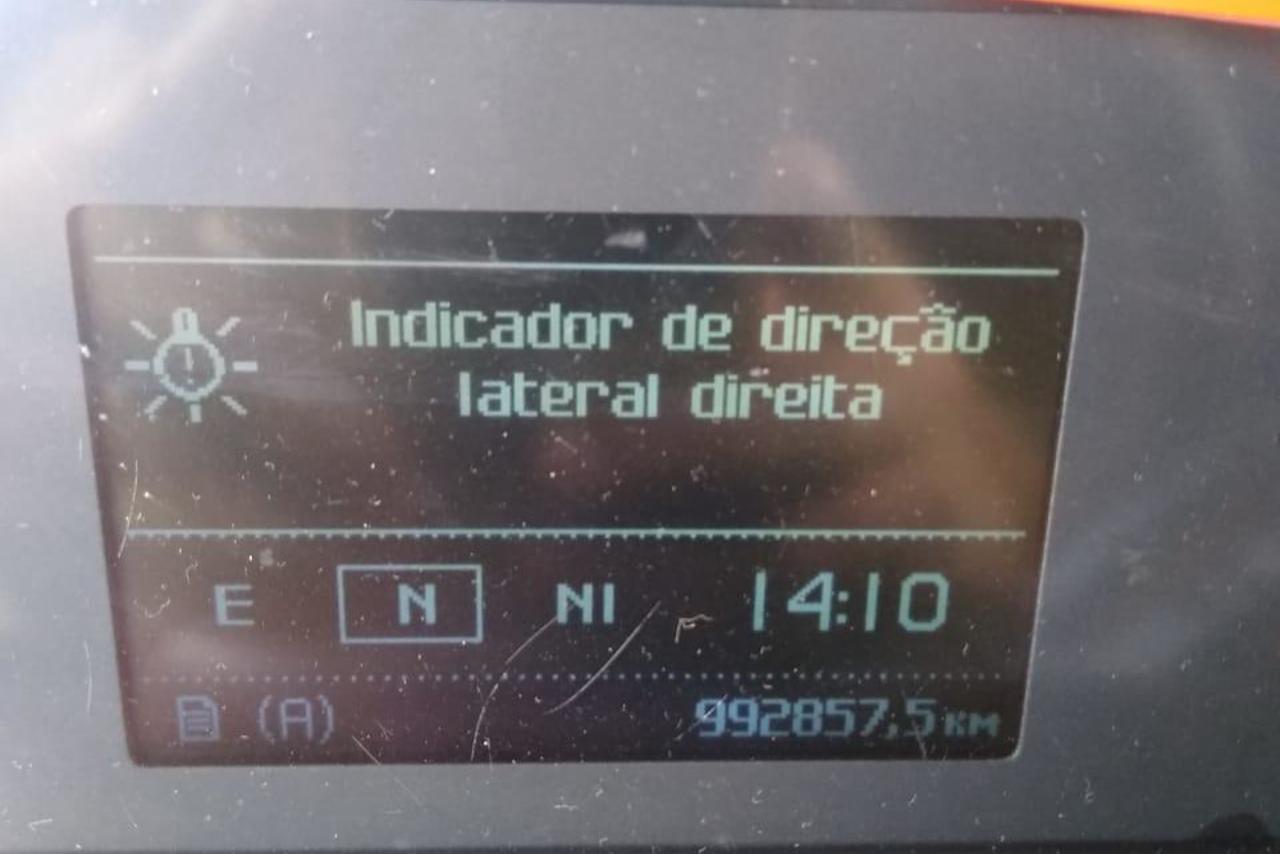 Indicador de direção
lateral direita
E N NI 14:10
(A) 992857,5 KM